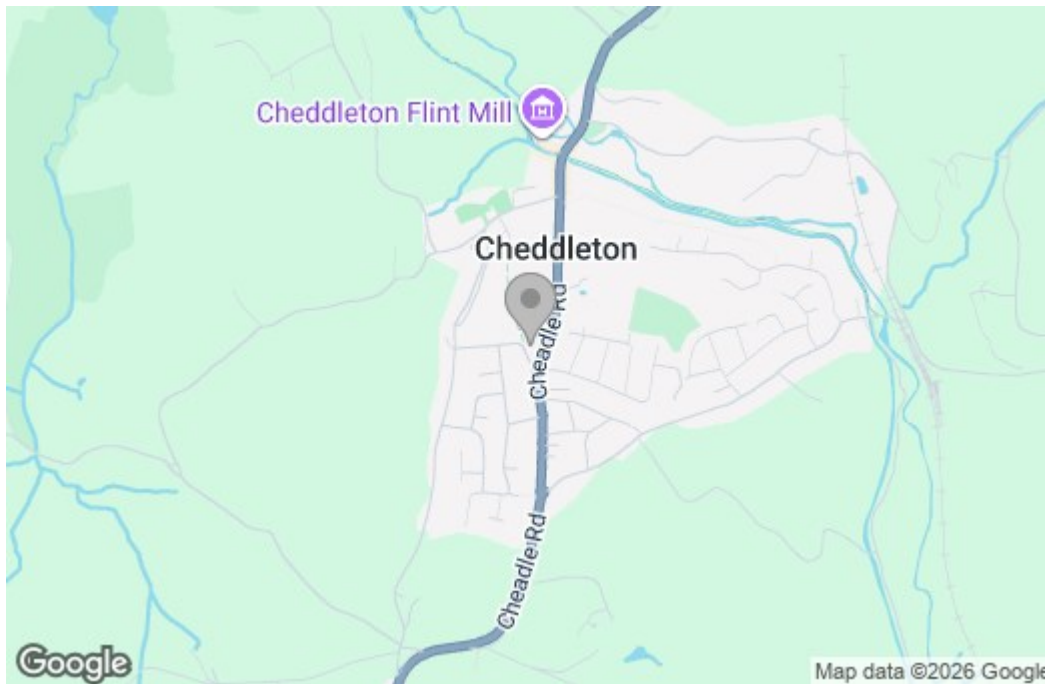 Cheddleton Flint Mill
Cheddleton
Cheadle Rd
Cheadle Rd
Google
Map data ©2026 Google